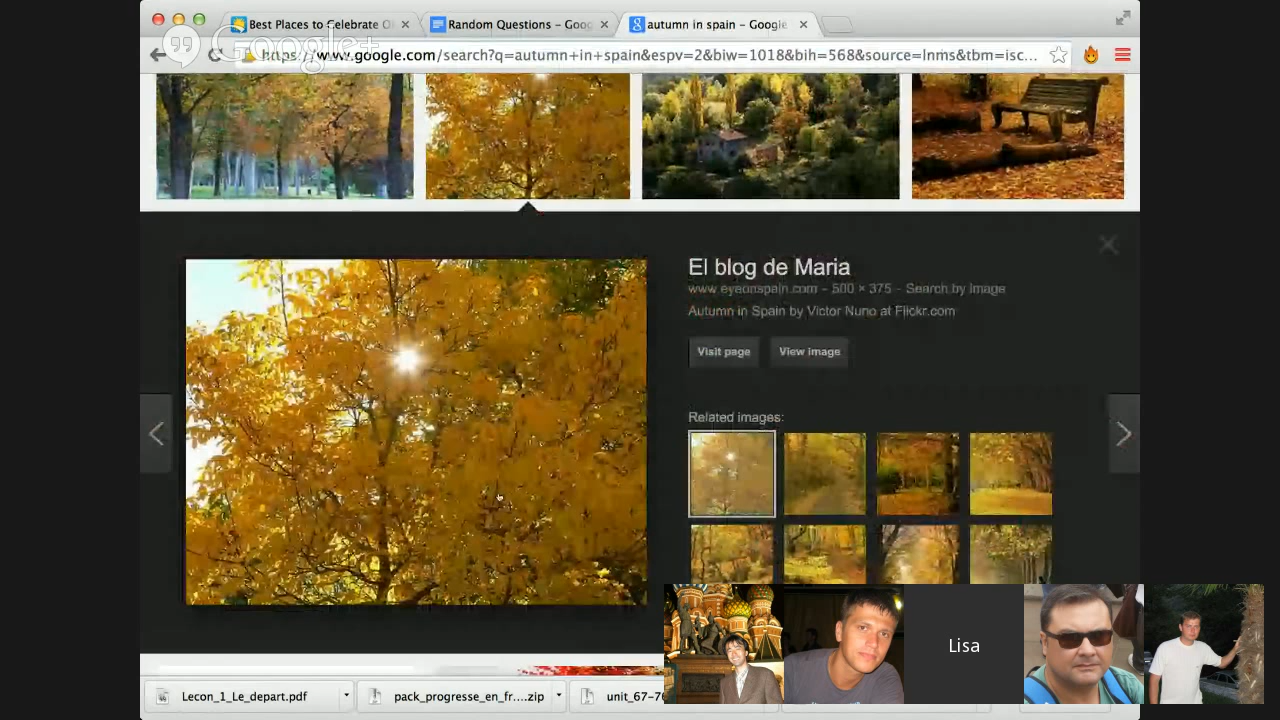 Best Places to Celebrate O
Random Questions – Goo
autumn in spain – Google
Google+
https://www.google.com/search?q=autumn+in+spain&espv=2&biw=1018&bih=568&source=lnms&tbm=isc...
El blog de Maria
www.eyeonspain.com – 500 × 375 – Search by image
Autumn in Spain by Victor Nuno at Flickr.com
Visit page
View image
Related images:
Lisa
Lecon_1_Le_depart.pdf
pack_progresse_en_fr....zip
unit_67–76